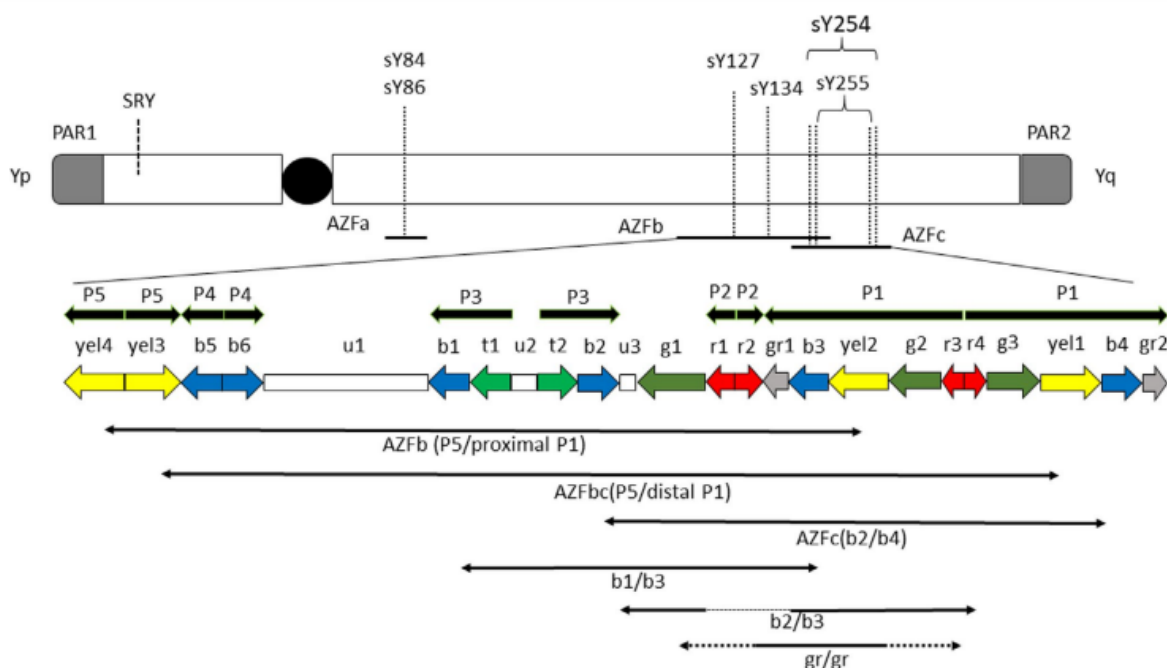 sY254
sY84 sY127
sY86 sY134 sY255
SRY
PAR1 PAR2
Yp Yq
AZFa AZFb AZFc
P5 P5 P4 P4 P3 P3 P2 P2 P1 P1
yel4 yel3 b5 b6 u1 b1 t1 u2 t2 b2 u3 g1 r1 r2 gr1 b3 yel2 g2 r3 r4 g3 yel1 b4 gr2
AZFb (P5/proximal P1)
AZFbc(P5/distal P1)
AZFc(b2/b4)
b1/b3
b2/b3
gr/gr